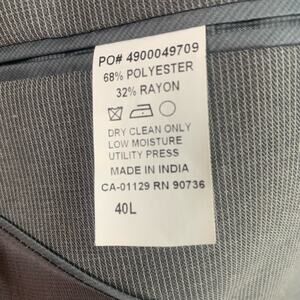 PO# 4900049709
68% POLYESTER
32% RAYON
DRY CLEAN ONLY
LOW MOISTURE
UTILITY PRESS
MADE IN INDIA
CA-01129 RN 90736
40L